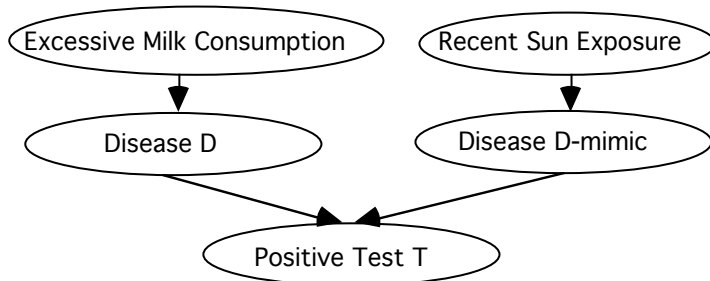 Excessive Milk Consumption
Recent Sun Exposure
Disease D
Disease D-mimic
Positive Test T